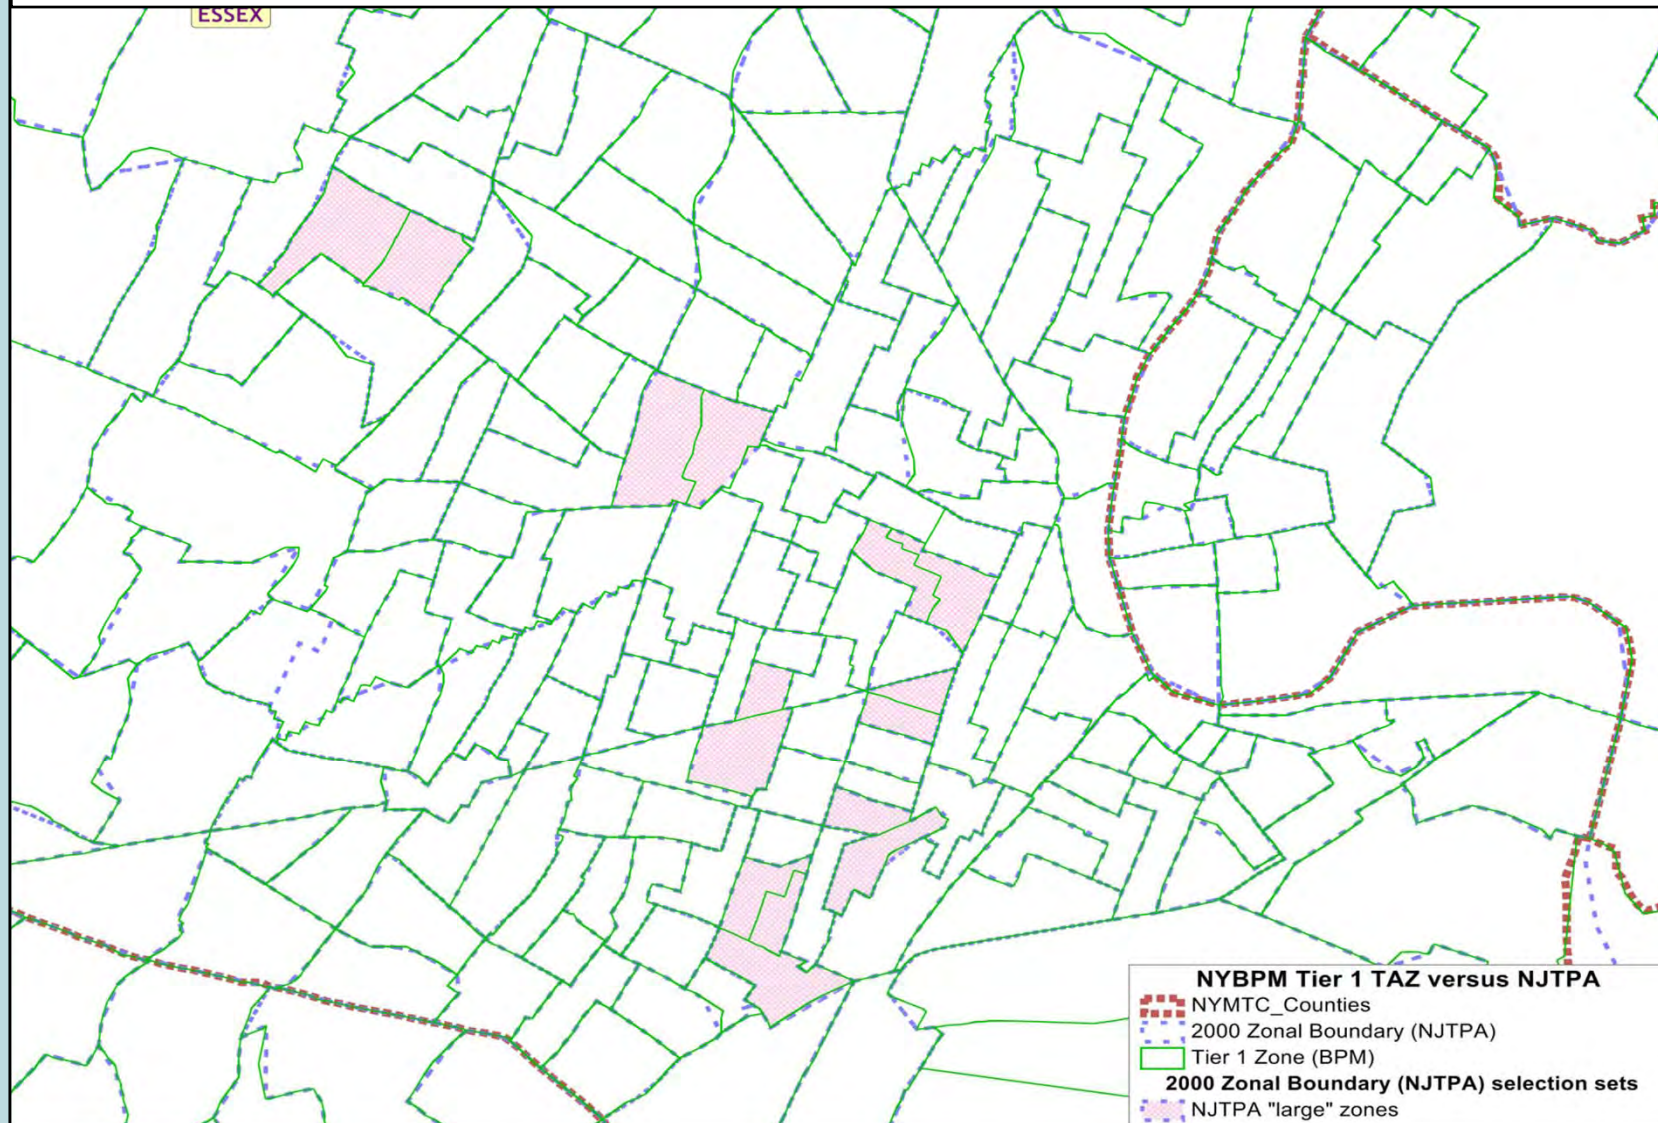 ESSEX
NYBPM Tier 1 TAZ versus NJTPA
NYMTC_Counties
2000 Zonal Boundary (NJTPA)
Tier 1 Zone (BPM)
2000 Zonal Boundary (NJTPA) selection sets
NJTPA "large" zones